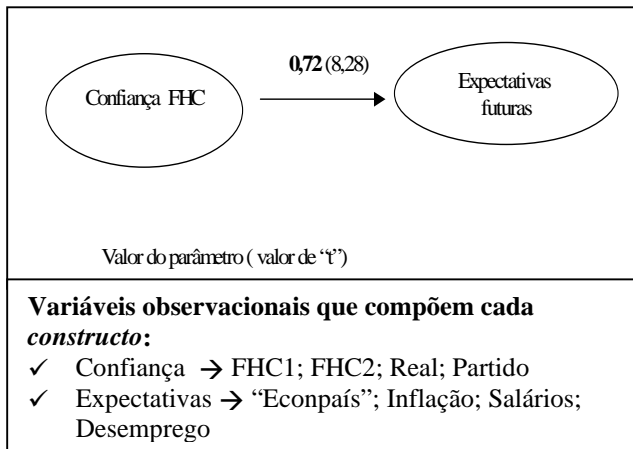 0,72 (8,28)
Confiança FHC
Expectativas
futuras
Valor do parâmetro ( valor de “t”)
Variáveis observacionais que compõem cada
constructo:
✓ Confiança → FHC1; FHC2; Real; Partido
✓ Expectativas → “Econpaís”; Inflação; Salários;
Desemprego